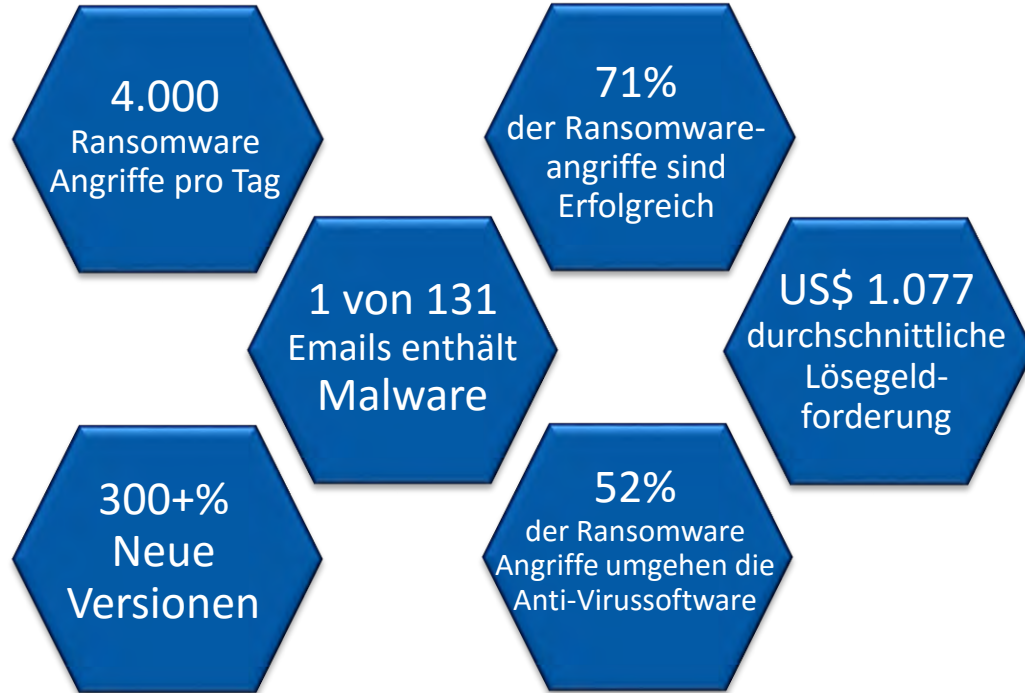 4.000
Ransomware
Angriffe pro Tag
71%
der Ransomware-
angriffe sind
Erfolgreich
1 von 131
Emails enthält
Malware
US$ 1.077
durchschnittliche
Lösegeld-
forderung
300+%
Neue
Versionen
52%
der Ransomware
Angriffe umgehen die
Anti-Virussoftware